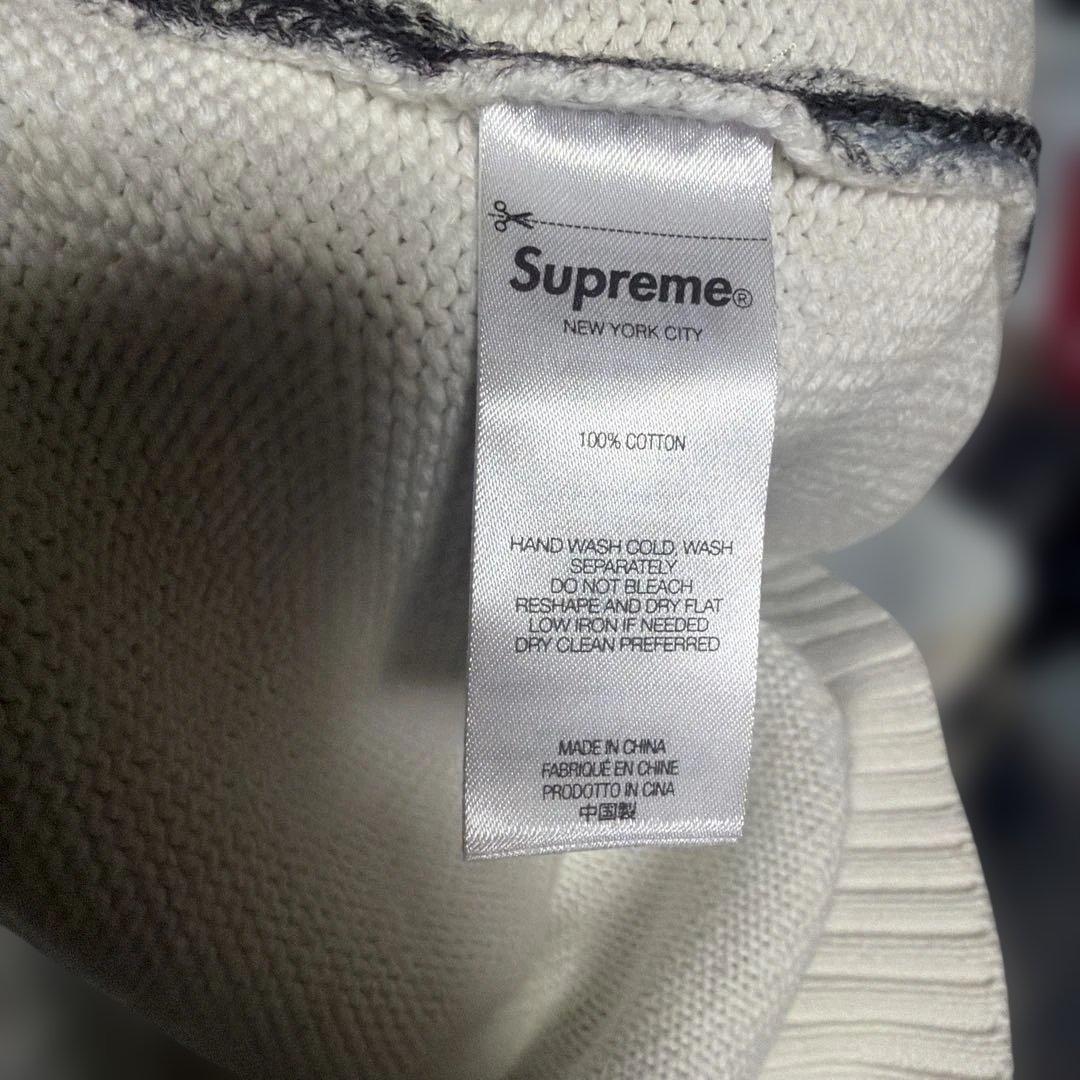 Supreme®
NEW YORK CITY
100% COTTON
HAND WASH COLD, WASH
SEPARATELY
DO NOT BLEACH
RESHAPE AND DRY FLAT
LOW IRON IF NEEDED
DRY CLEAN PREFERRED
MADE IN CHINA
FABRIQUÉ EN CHINE
PRODOTTO IN CINA
中国製